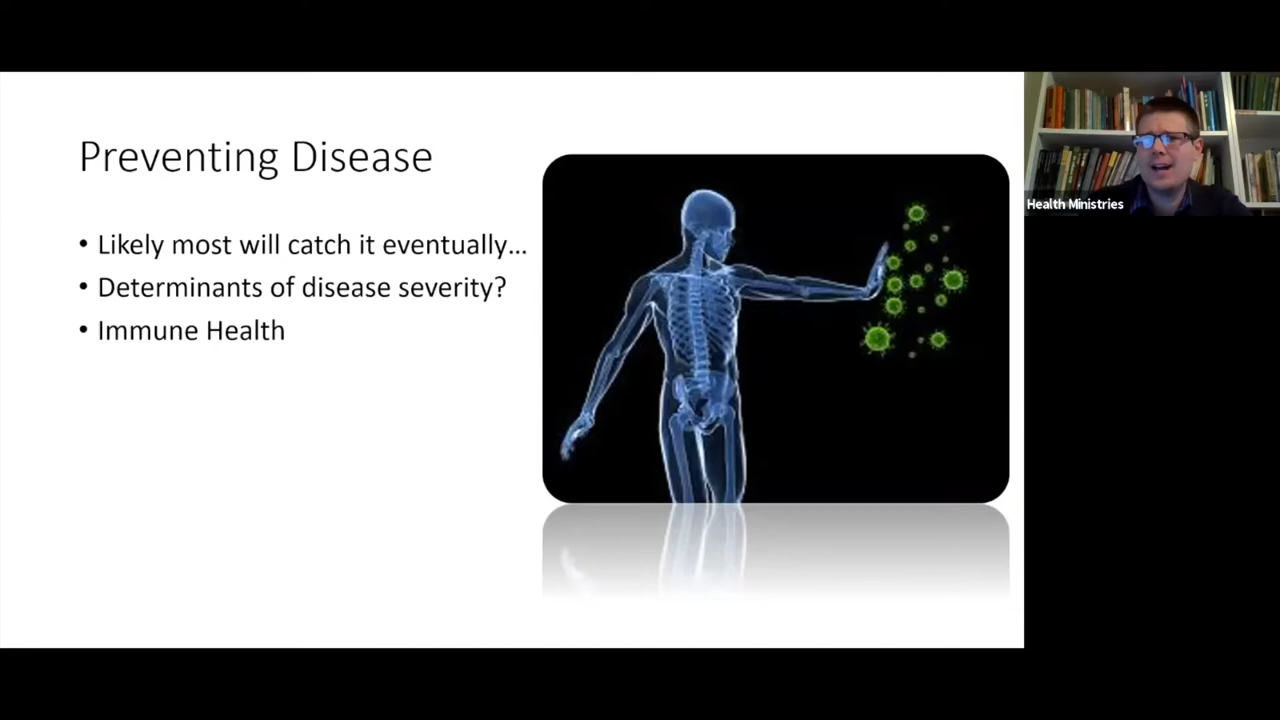 Preventing Disease
• Likely most will catch it eventually…
• Determinants of disease severity?
• Immune Health
Health Ministries